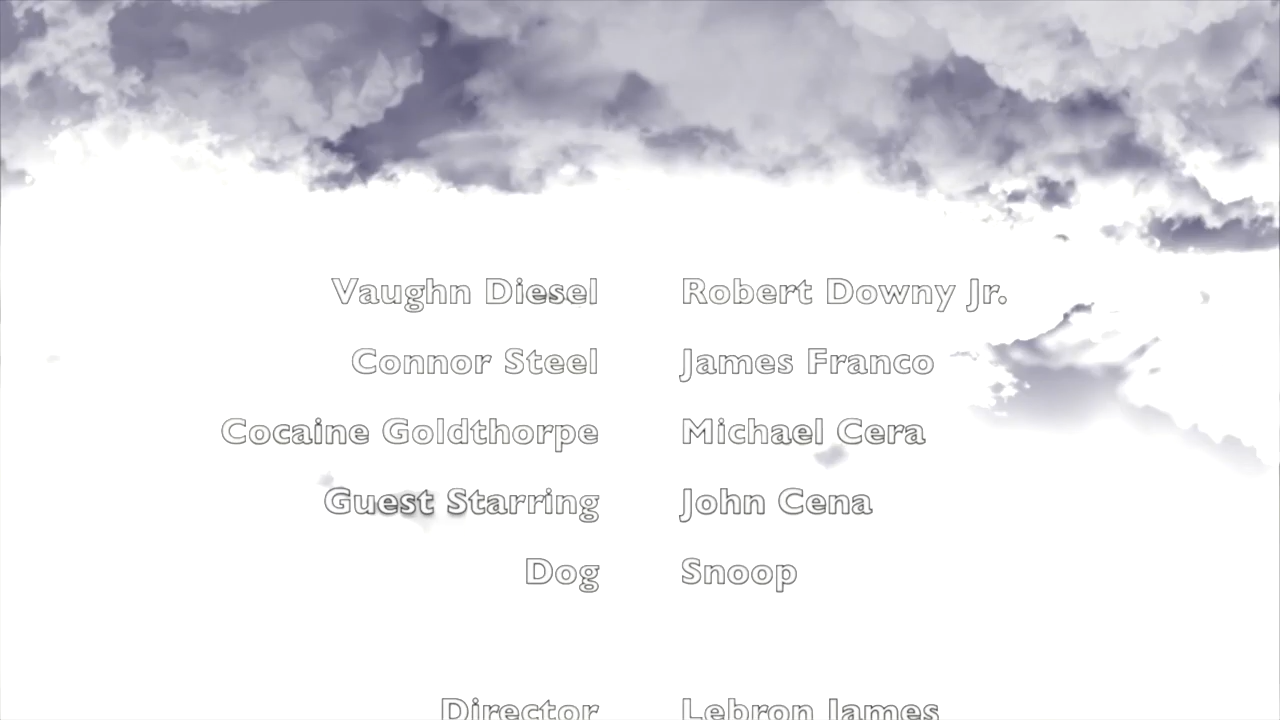 Vaughn Diesel Robert Downy Jr.
Connor Steel James Franco
Cocaine Goldthorpe Michael Cera
Guest Starring John Cena
Dog Snoop
Director Lebron James